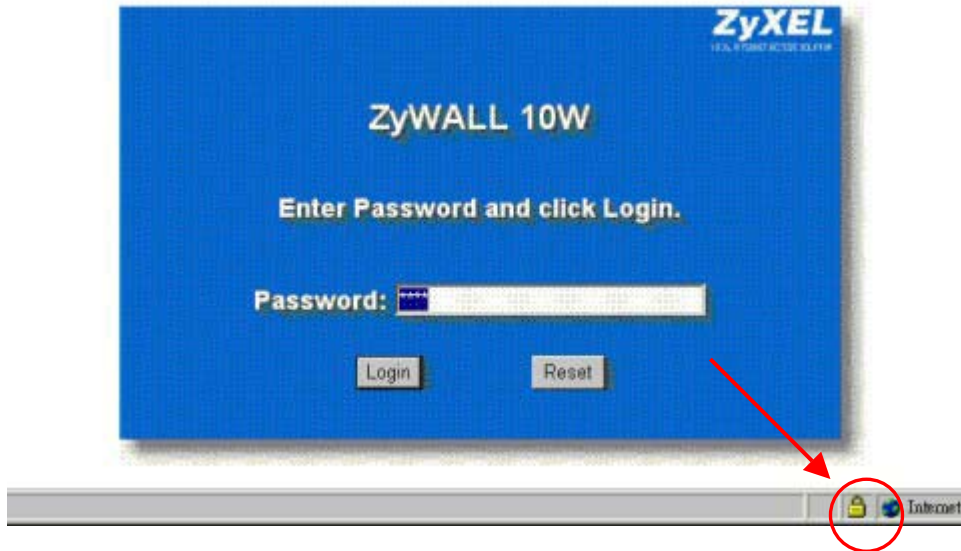 ZyXEL
ZyWALL 10W
Enter Password and click Login.
Password: ****
Login
Reset
Internet